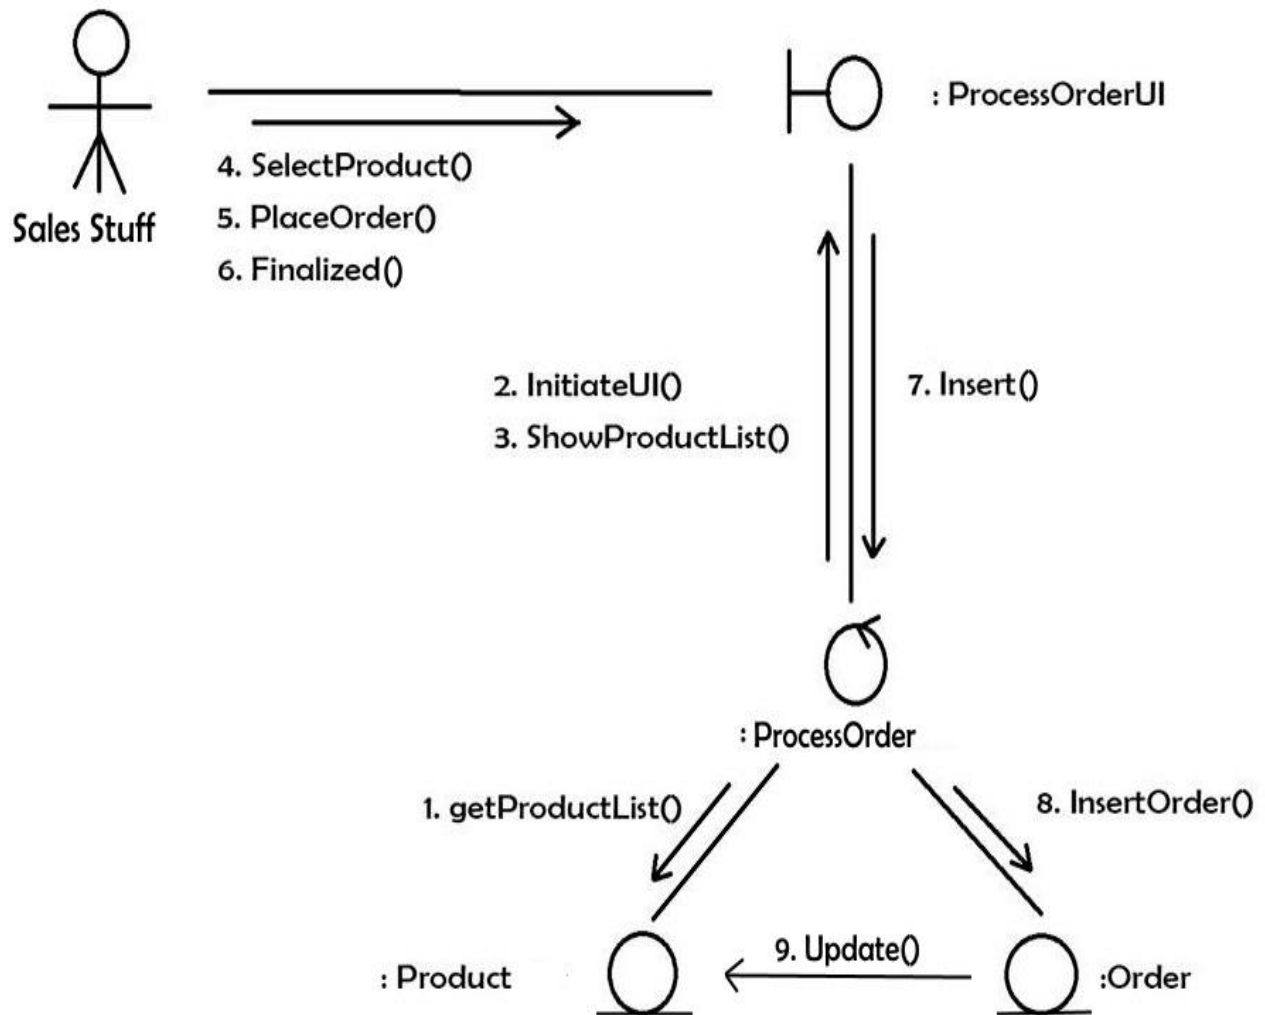 : ProcessOrderUI
4. SelectProduct()
5. PlaceOrder()
6. Finalized()
Sales Stuff
2. InitiateUI()
3. ShowProductList()
7. Insert()
: ProcessOrder
1. getProductList()
8. InsertOrder()
9. Update()
: Product
:Order